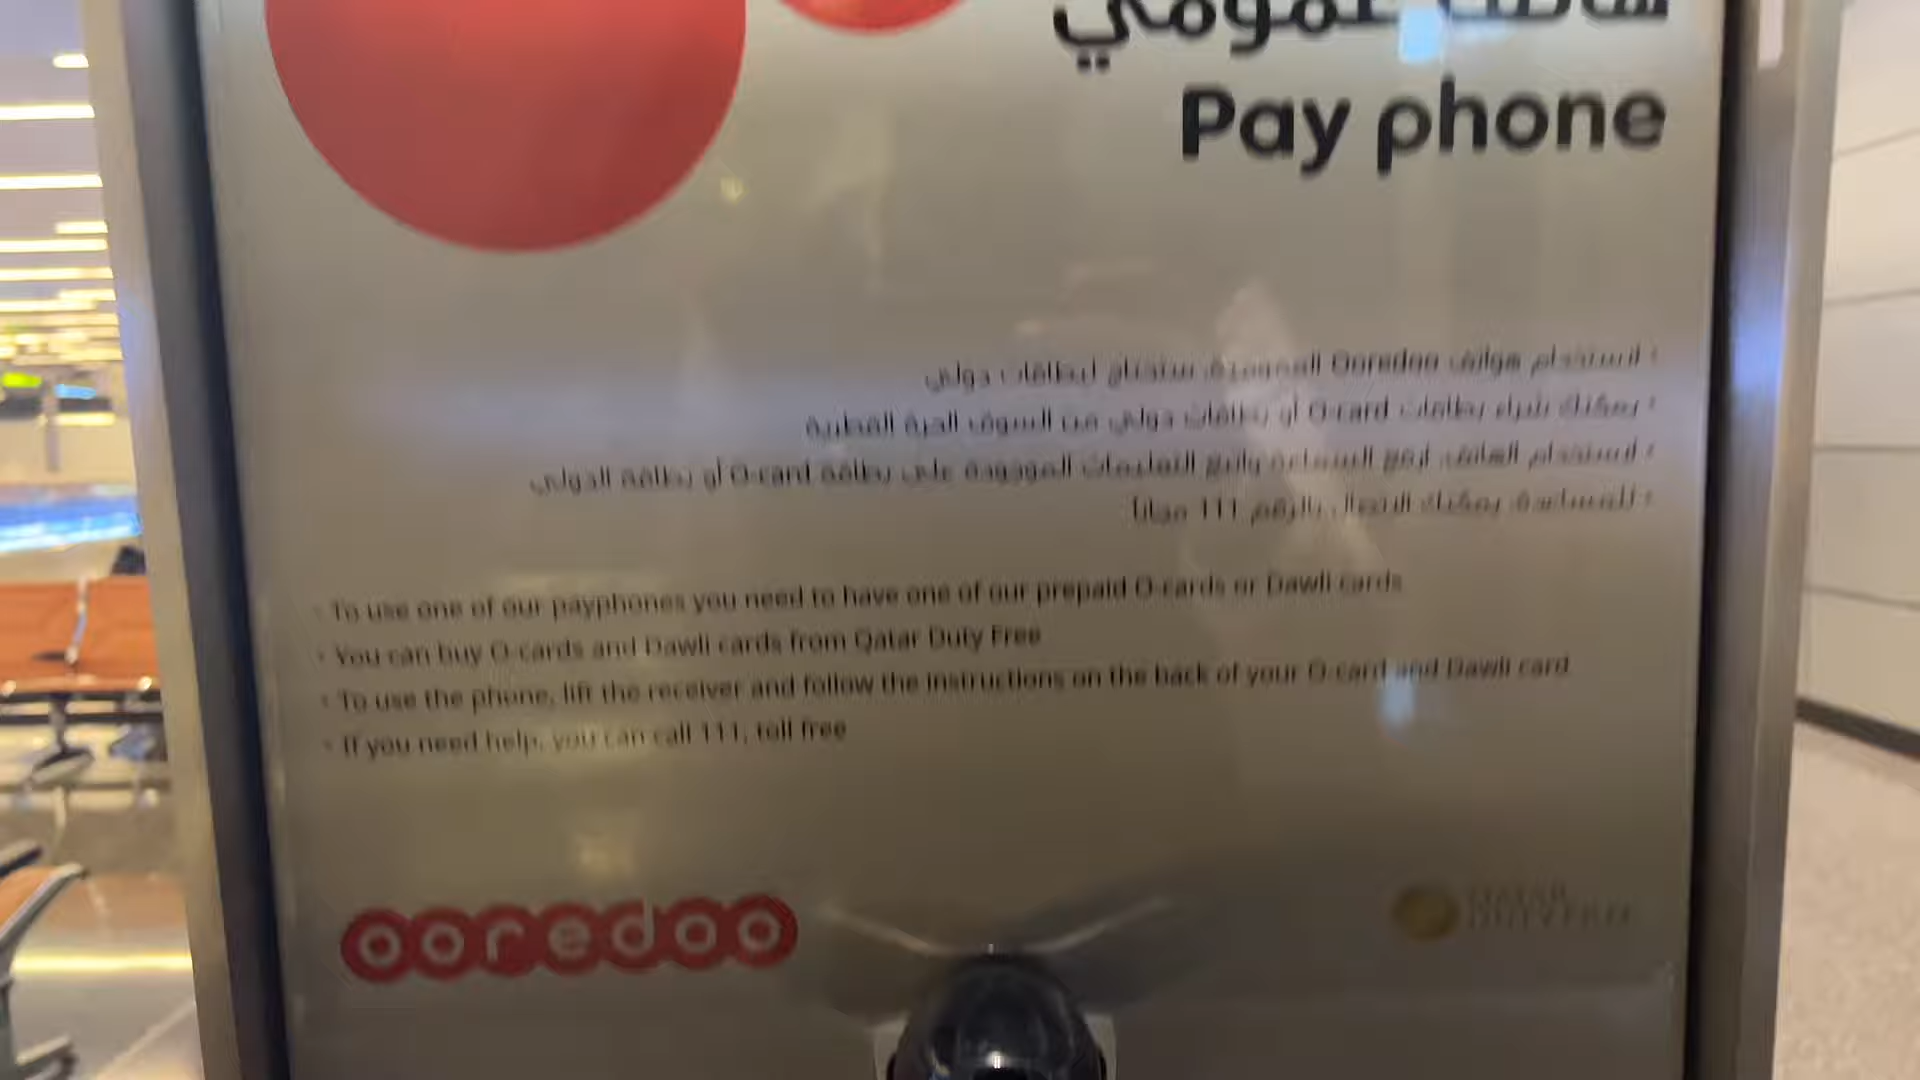 هاتف عمومي
Pay phone
• لاستخدام هواتف Ooredoo العمومية، ستحتاج لبطاقات دولي
• يمكنك شراء بطاقات O-card أو بطاقات دولي من السوق الحرة القطرية
• لاستخدام الهاتف، ارفع السماعة واتبع التعليمات الموجودة على بطاقة O-card أو بطاقة الدولي
• للمساعدة، يمكنك الاتصال بالرقم 111 مجاناً
• To use one of our payphones you need to have one of our prepaid O-cards or Dawli cards
• You can buy O-cards and Dawli cards from Qatar Duty Free
• To use the phone, lift the receiver and follow the instructions on the back of your O-card and Dawli card
• If you need help, you can call 111, toll free
ooredoo
QATAR
DUTY FREE